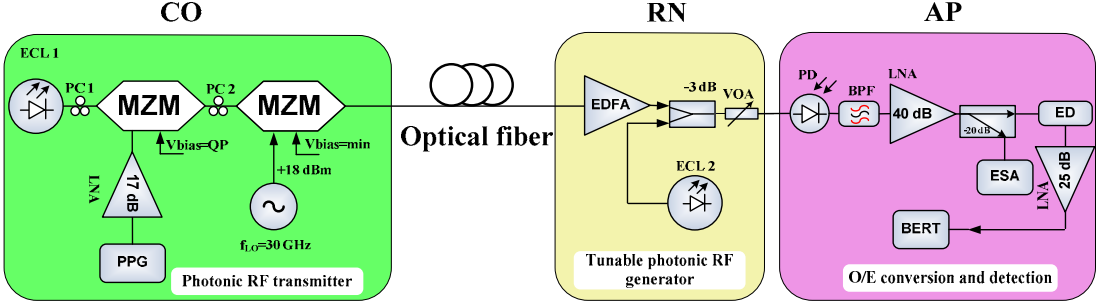 CO
RN
AP
ECL 1
PC1
MZM
PC 2
MZM
Vbias=QP
Vbias=min
+18 dBm
LNA
17 dB
PPG
fLO=30 GHz
Photonic RF transmitter
Optical fiber
EDFA
−3 dB
VOA
ECL 2
Tunable photonic RF
generator
PD
BPF
LNA
40 dB
-20 dB
ED
ESA
LNA
25 dB
BERT
O/E conversion and detection